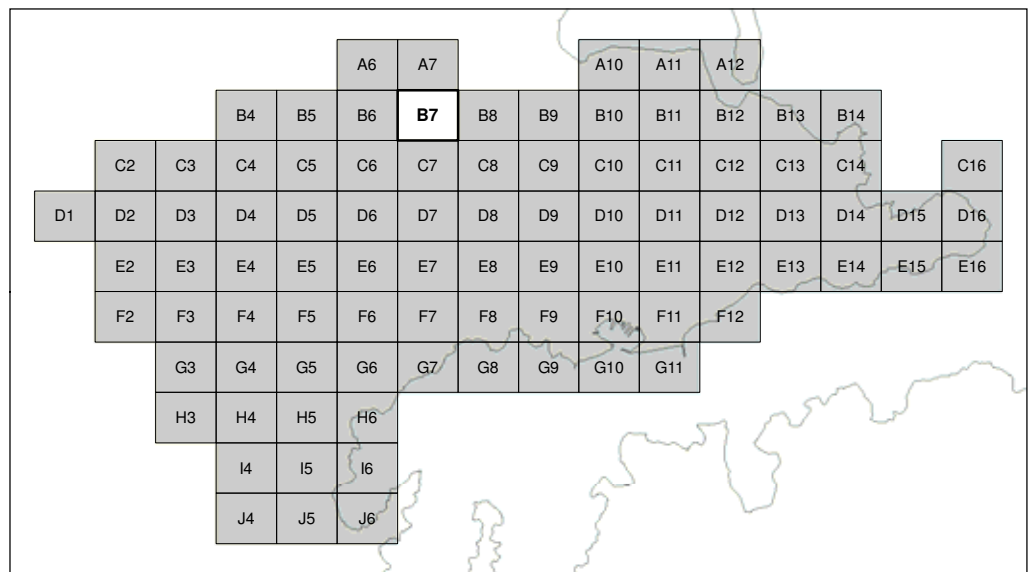 A6 A7 A10 A11 A12
B4 B5 B6 B7 B8 B9 B10 B11 B12 B13 B14
C2 C3 C4 C5 C6 C7 C8 C9 C10 C11 C12 C13 C14 C16
D1 D2 D3 D4 D5 D6 D7 D8 D9 D10 D11 D12 D13 D14 D15 D16
E2 E3 E4 E5 E6 E7 E8 E9 E10 E11 E12 E13 E14 E15 E16
F2 F3 F4 F5 F6 F7 F8 F9 F10 F11 F12
G3 G4 G5 G6 G7 G8 G9 G10 G11
H3 H4 H5 H6
I4 I5 I6
J4 J5 J6